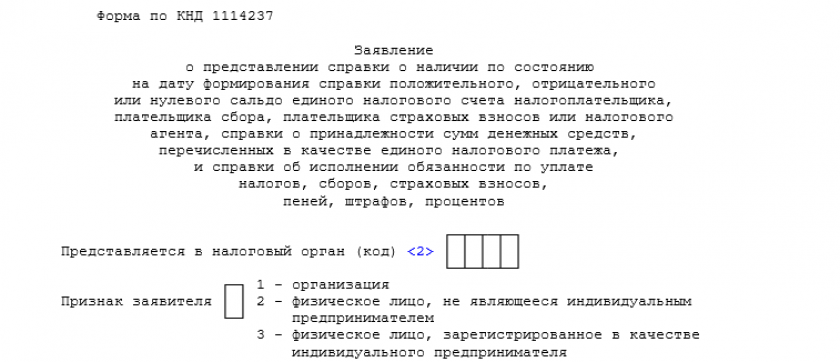 Форма по КНД 1114237
Заявление
о представлении справки о наличии по состоянию
на дату формирования справки положительного, отрицательного
или нулевого сальдо единого налогового счета налогоплательщика,
плательщика сбора, плательщика страховых взносов или налогового
агента, справки о принадлежности сумм денежных средств,
перечисленных в качестве единого налогового платежа,
и справки об исполнении обязанности по уплате
налогов, сборов, страховых взносов,
пеней, штрафов, процентов
Представляется в налоговый орган (код) <2>
1 - организация
Признак заявителя 2 - физическое лицо, не являющееся индивидуальным
предпринимателем
3 - физическое лицо, зарегистрированное в качестве
индивидуального предпринимателя